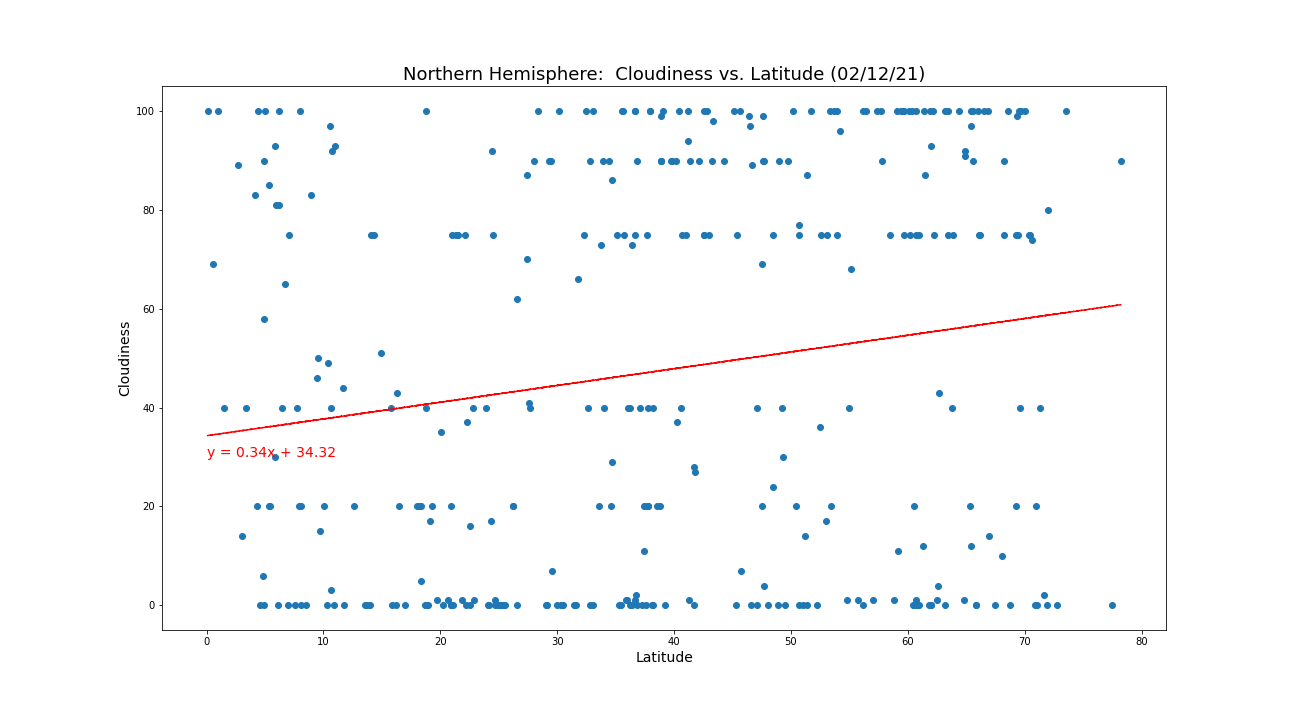 Northern Hemisphere:  Cloudiness vs. Latitude (02/12/21)
100
80
60
40
20
0
Cloudiness
y = 0.34x + 34.32
0 10 20 30 40 50 60 70 80
Latitude